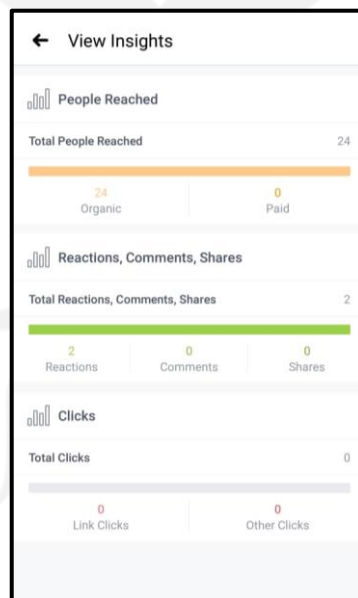 View Insights
People Reached
Total People Reached 24
24 0
Organic Paid
Reactions, Comments, Shares
Total Reactions, Comments, Shares 2
2 0 0
Reactions Comments Shares
Clicks
Total Clicks 0
0 0
Link Clicks Other Clicks